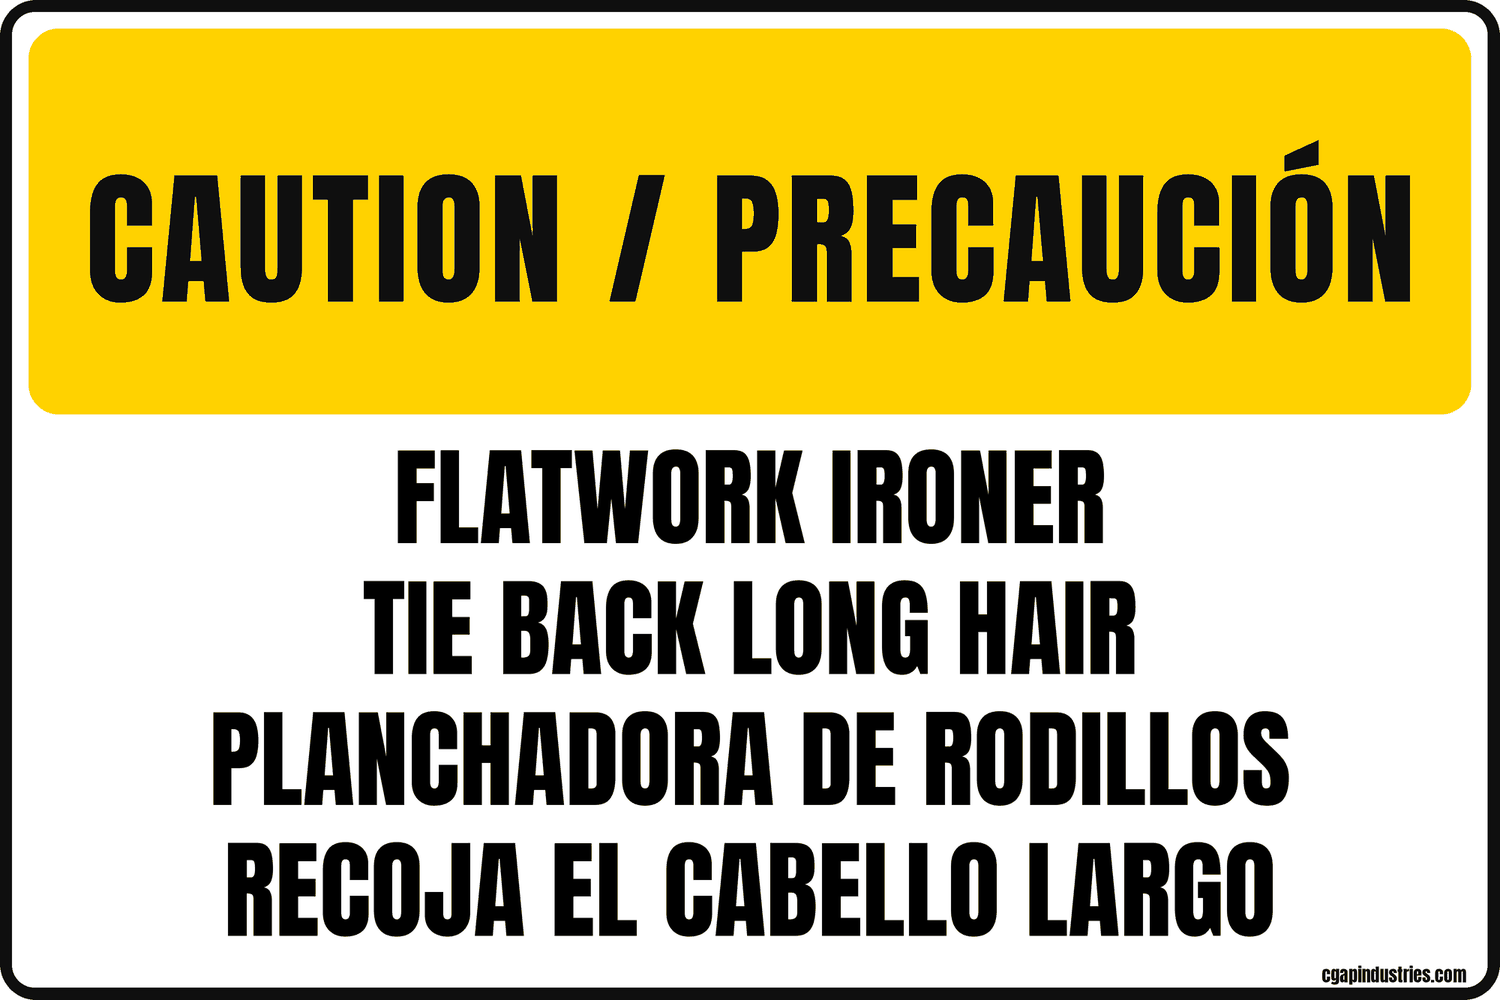 CAUTION / PRECAUCIÓN
FLATWORK IRONER
TIE BACK LONG HAIR
PLANCHADORA DE RODILLOS
RECOJA EL CABELLO LARGO
cgapindustries.com